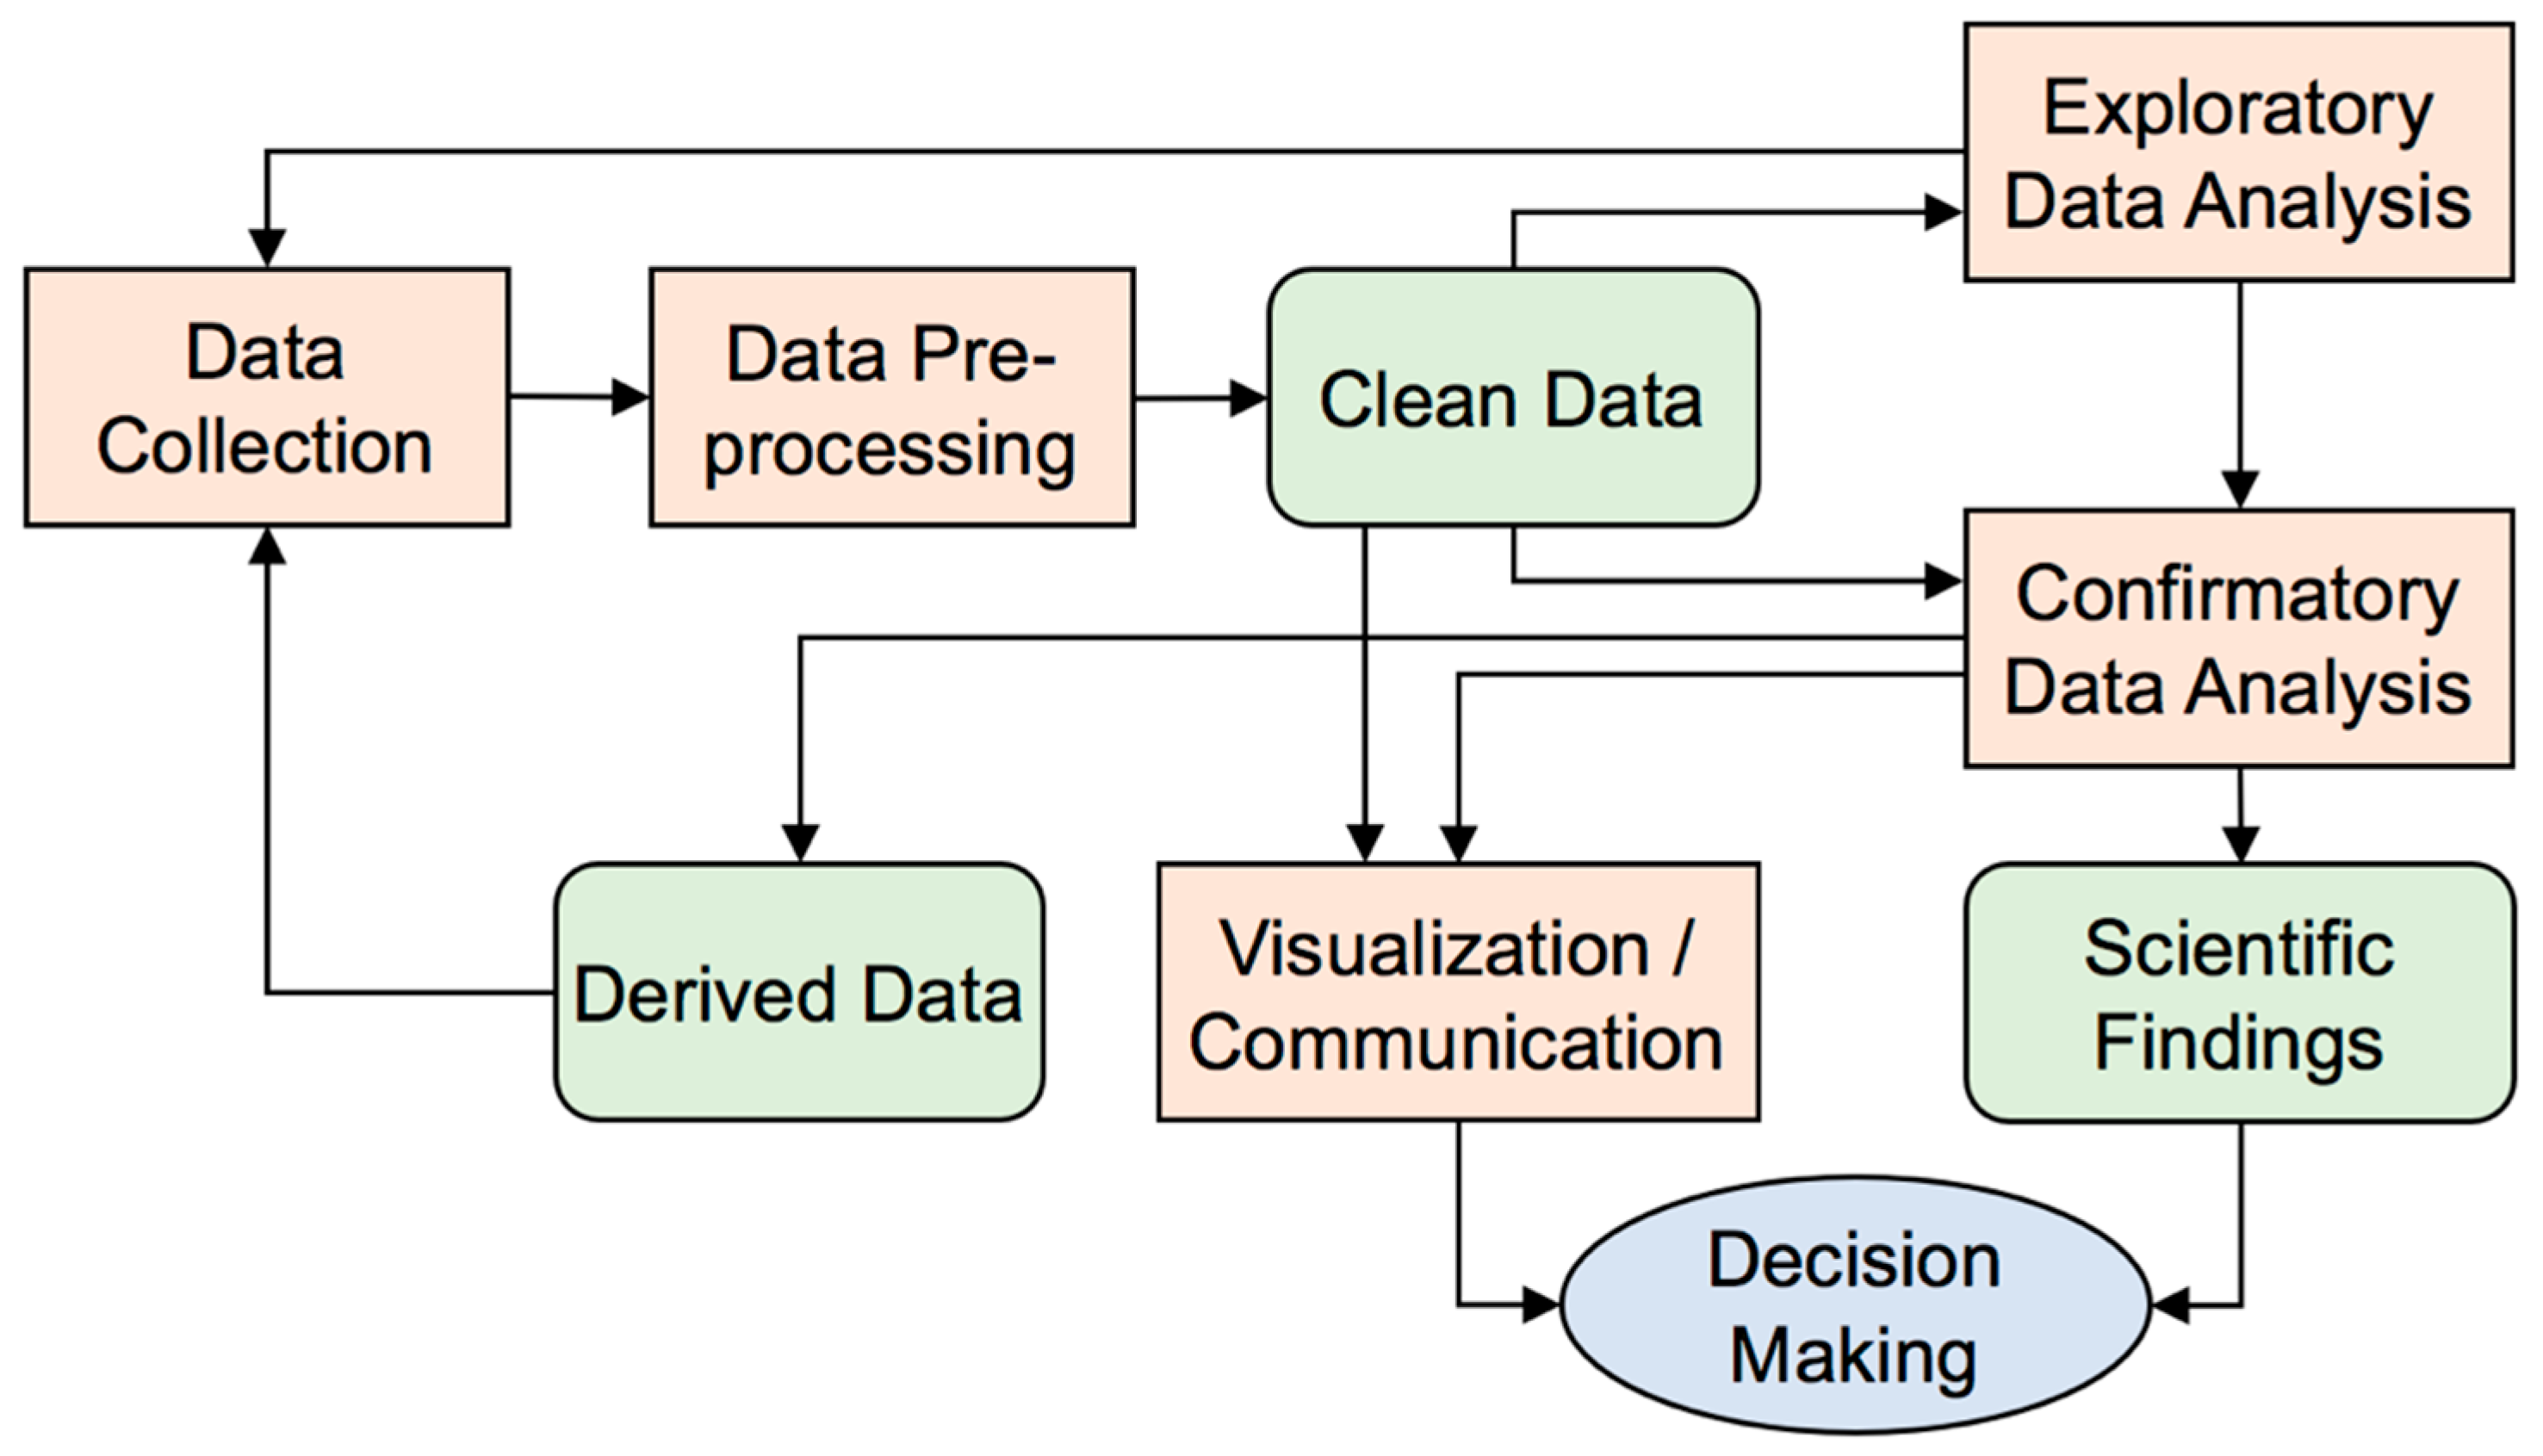 Exploratory
Data Analysis
Data
Collection
Data Pre-
processing
Clean Data
Confirmatory
Data Analysis
Derived Data
Visualization /
Communication
Scientific
Findings
Decision
Making